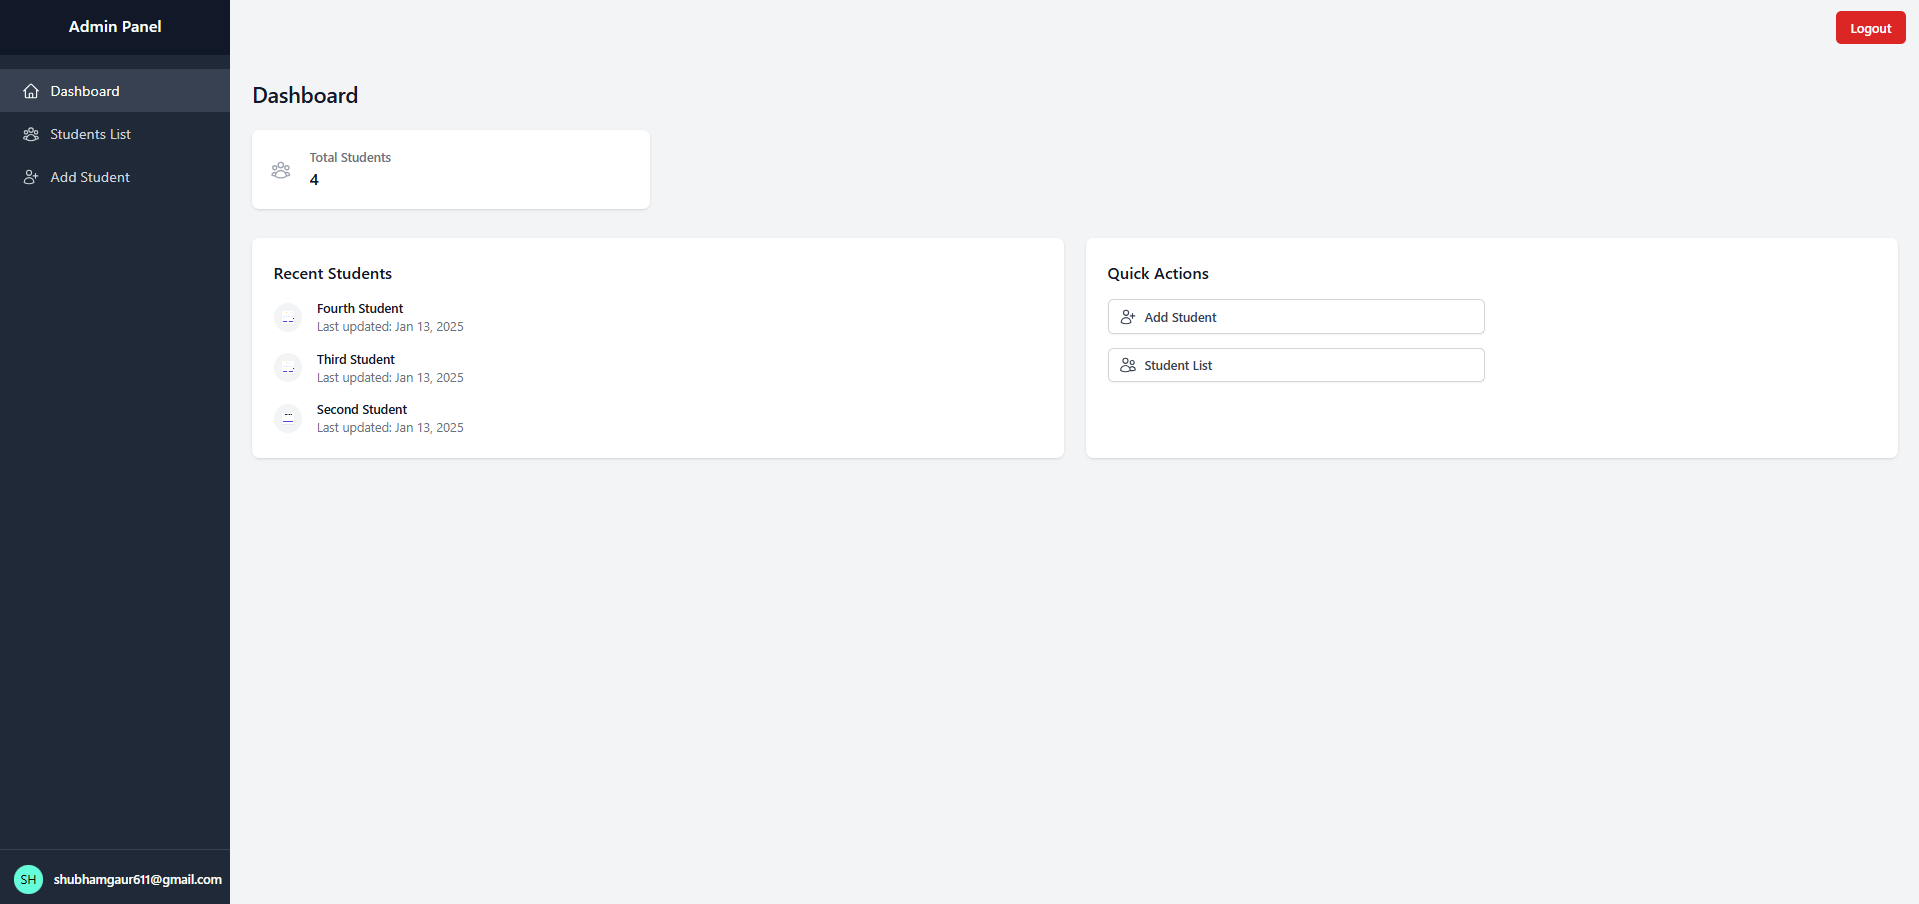 Admin Panel
Logout
Dashboard
Students List
Add Student
Dashboard
Total Students
4
Recent Students
Fourth Student
Last updated: Jan 13, 2025
Third Student
Last updated: Jan 13, 2025
Second Student
Last updated: Jan 13, 2025
Quick Actions
Add Student
Student List
SH
shubhamgaur611@gmail.com